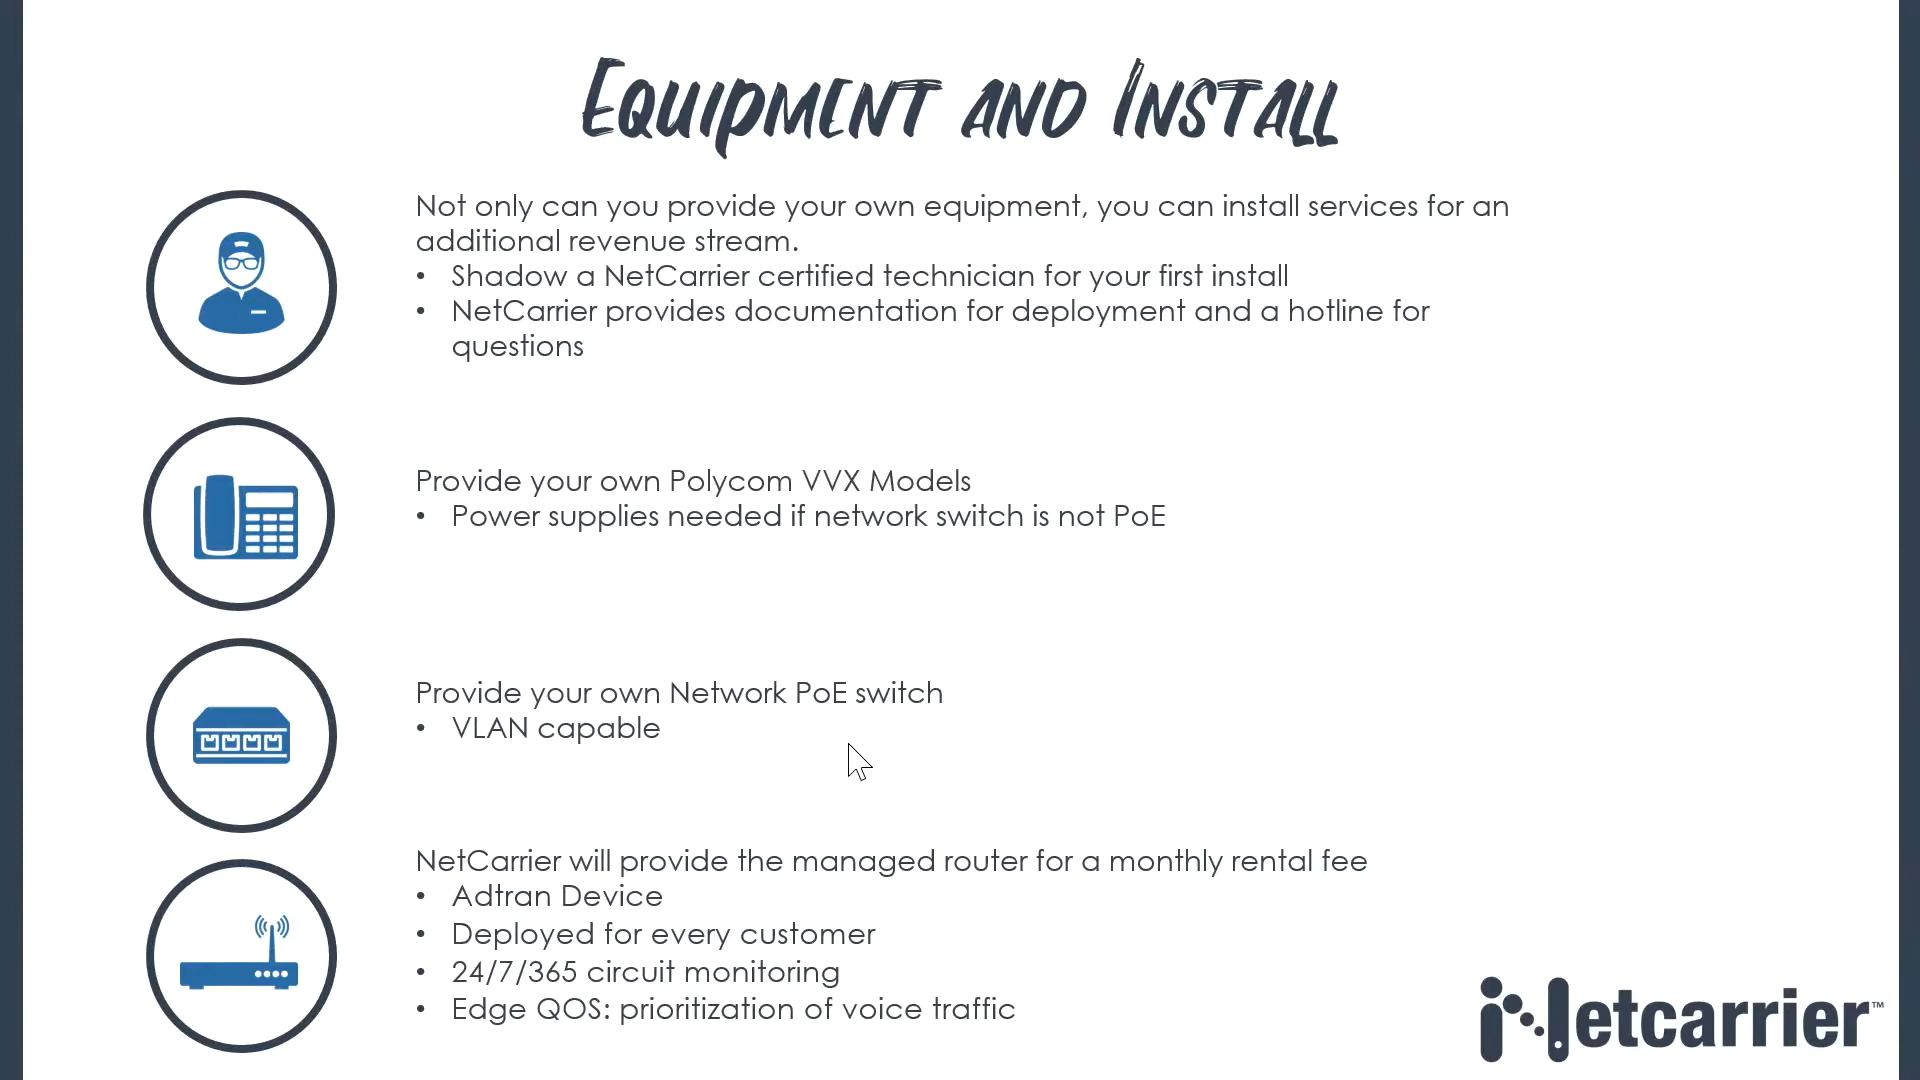 Equipment and Install
Not only can you provide your own equipment, you can install services for an
additional revenue stream.
• Shadow a NetCarrier certified technician for your first install
• NetCarrier provides documentation for deployment and a hotline for
questions
Provide your own Polycom VVX Models
• Power supplies needed if network switch is not PoE
Provide your own Network PoE switch
• VLAN capable
NetCarrier will provide the managed router for a monthly rental fee
• Adtran Device
• Deployed for every customer
• 24/7/365 circuit monitoring
• Edge QOS: prioritization of voice traffic
Netcarrier™